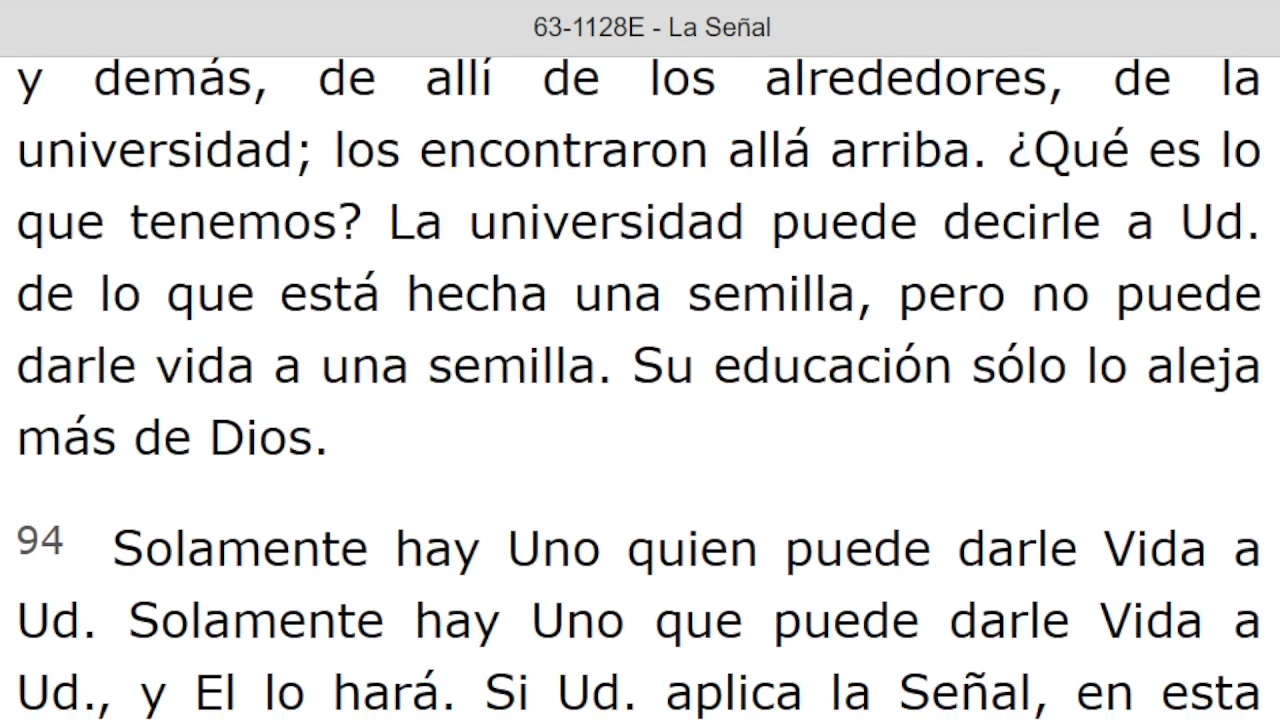 63-1128E - La Señal
y demás, de allí de los alrededores, de la
universidad; los encontraron allá arriba. ¿Qué es lo
que tenemos? La universidad puede decirle a Ud.
de lo que está hecha una semilla, pero no puede
darle vida a una semilla. Su educación sólo lo aleja
más de Dios.
94 Solamente hay Uno quien puede darle Vida a
Ud. Solamente hay Uno que puede darle Vida a
Ud., y El lo hará. Si Ud. aplica la Señal, en esta